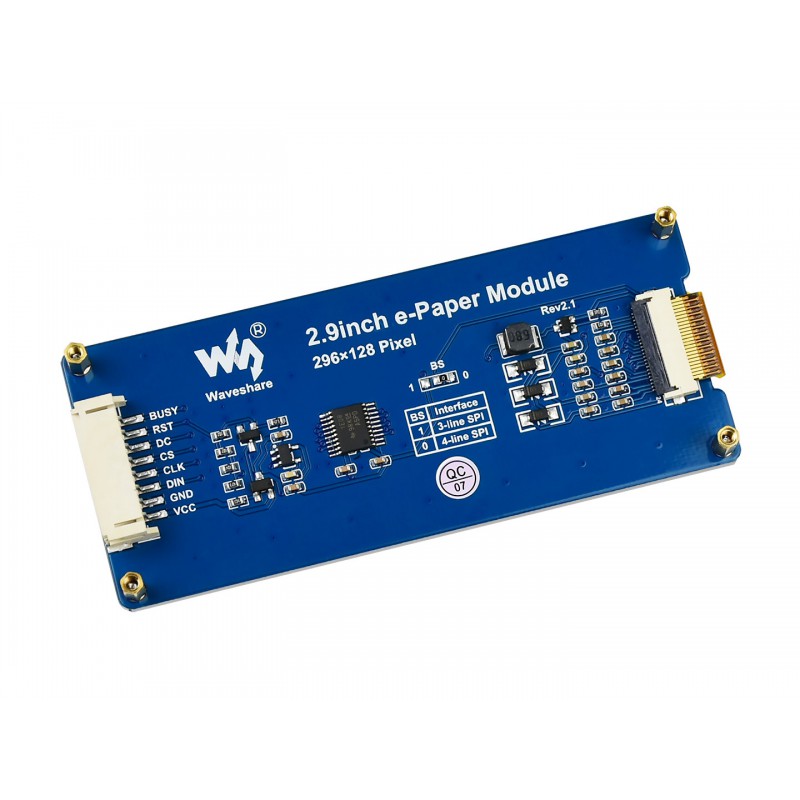 2.9inch e-Paper Module
296×128 Pixel
Rev2.1
®
Waveshare
BS
1 0
BS Interface
1 3-line SPI
0 4-line SPI
BUSY
RST
DC
CS
CLK
DIN
GND
VCC
QC
07